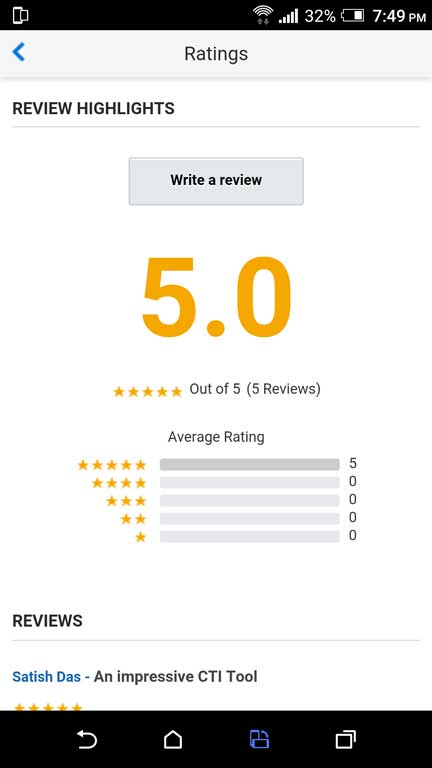 32% 7:49 PM
Ratings
REVIEW HIGHLIGHTS
Write a review
5.0
Out of 5 (5 Reviews)
Average Rating
5
0
0
0
0
REVIEWS
Satish Das - An impressive CTI Tool